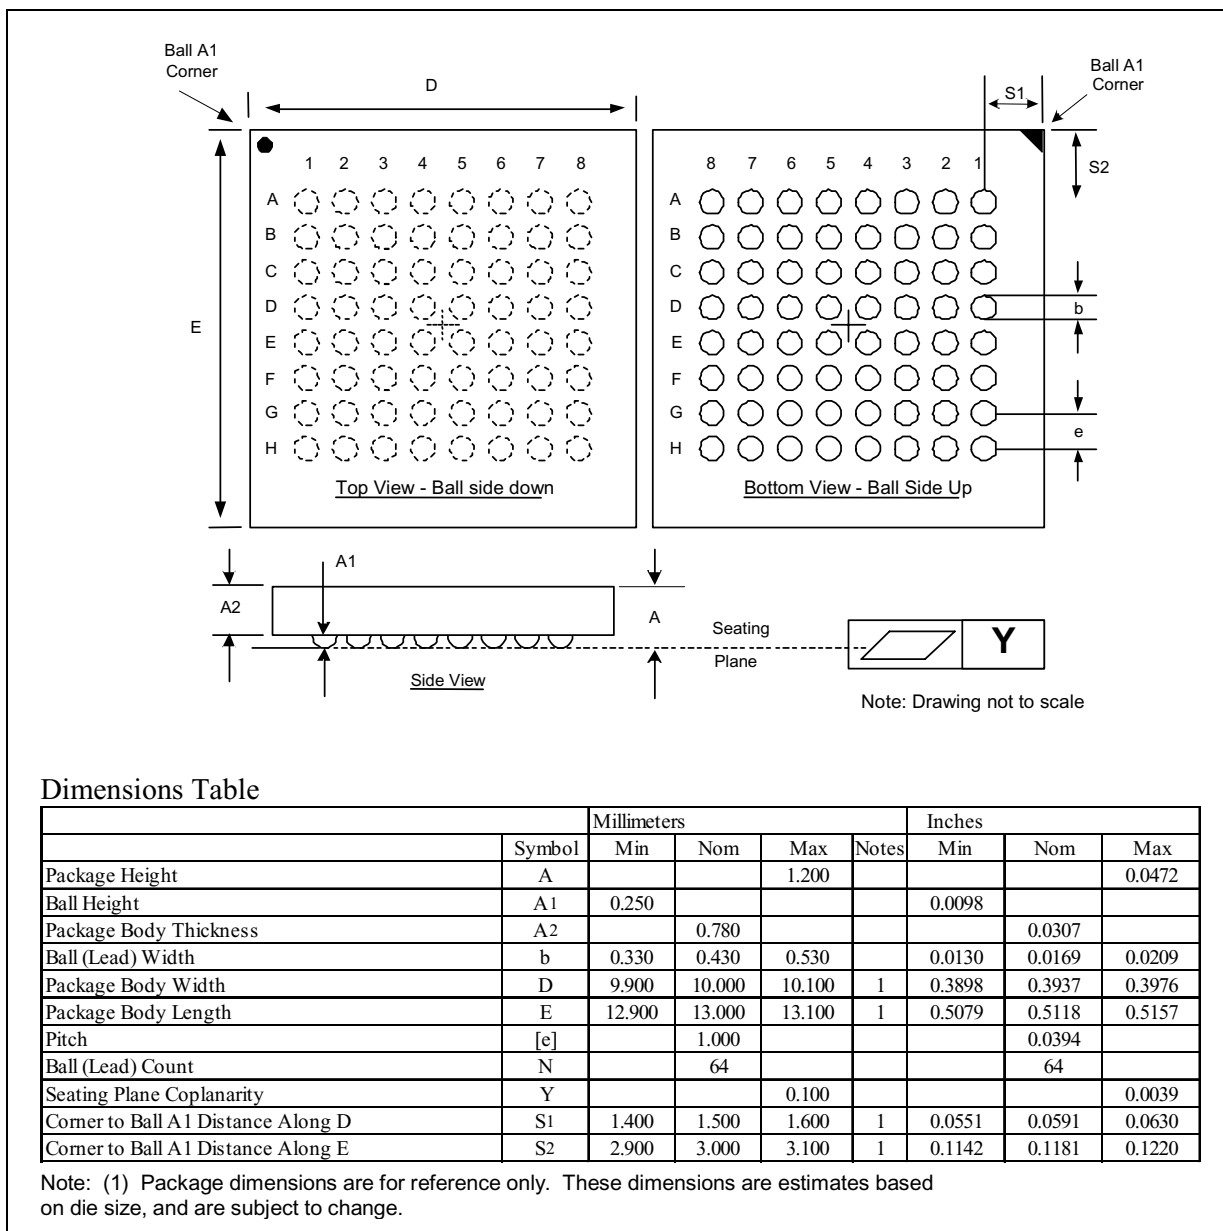 Ball A1
Corner
D
S1
Ball A1
Corner
1 2 3 4 5 6 7 8
8 7 6 5 4 3 2 1
S2
A
B
C
D
E
F
G
H
E
A
B
C
D
E
F
G
H
b
e
Top View - Ball side down
Bottom View - Ball Side Up
A1
A2
A
Seating
Plane
Y
Side View
Note: Drawing not to scale
Dimensions Table
Millimeters Inches
Symbol Min Nom Max Notes Min Nom Max
Package Height A 1.200 0.0472
Ball Height A1 0.250 0.0098
Package Body Thickness A2 0.780 0.0307
Ball (Lead) Width b 0.330 0.430 0.530 0.0130 0.0169 0.0209
Package Body Width D 9.900 10.000 10.100 1 0.3898 0.3937 0.3976
Package Body Length E 12.900 13.000 13.100 1 0.5079 0.5118 0.5157
Pitch [e] 1.000 0.0394
Ball (Lead) Count N 64 64
Seating Plane Coplanarity Y 0.100 0.0039
Corner to Ball A1 Distance Along D S1 1.400 1.500 1.600 1 0.0551 0.0591 0.0630
Corner to Ball A1 Distance Along E S2 2.900 3.000 3.100 1 0.1142 0.1181 0.1220
Note: (1) Package dimensions are for reference only. These dimensions are estimates based
on die size, and are subject to change.